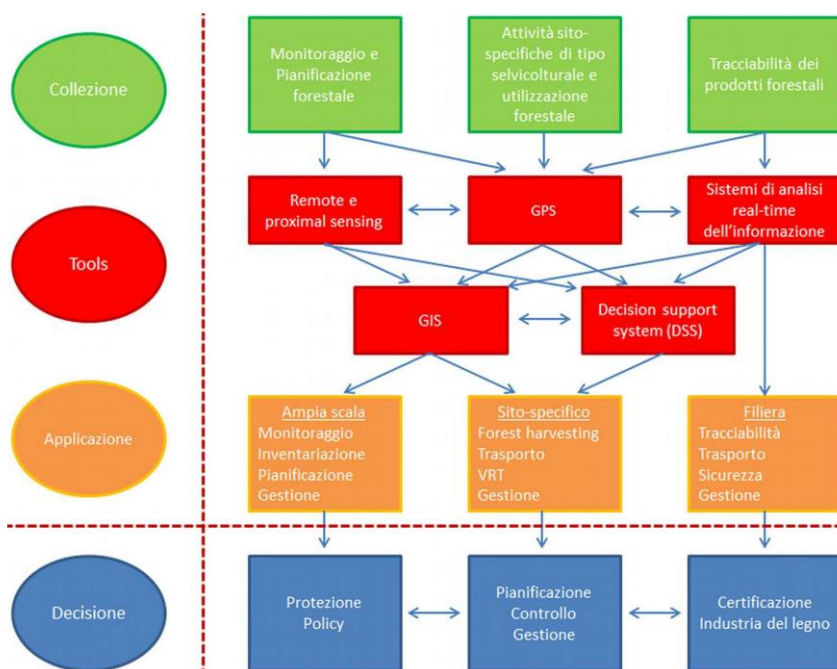 Collezione
Monitoraggio e
Pianificazione
forestale
Attività sito-
specifiche di tipo
selvicolturale e
utilizzazione
forestale
Tracciabilità dei
prodotti forestali
Tools
Remote e
proximal sensing
GPS
Sistemi di analisi
real-time
dell'informazione
GIS
Decision support
system (DSS)
Applicazione
Ampia scala
Monitoraggio
Inventariazione
Pianificazione
Gestione
Sito-specifico
Forest harvesting
Trasporto
VRT
Gestione
Filiera
Tracciabilità
Trasporto
Sicurezza
Gestione
Decisione
Protezione
Policy
Pianificazione
Controllo
Gestione
Certificazione
Industria del legno